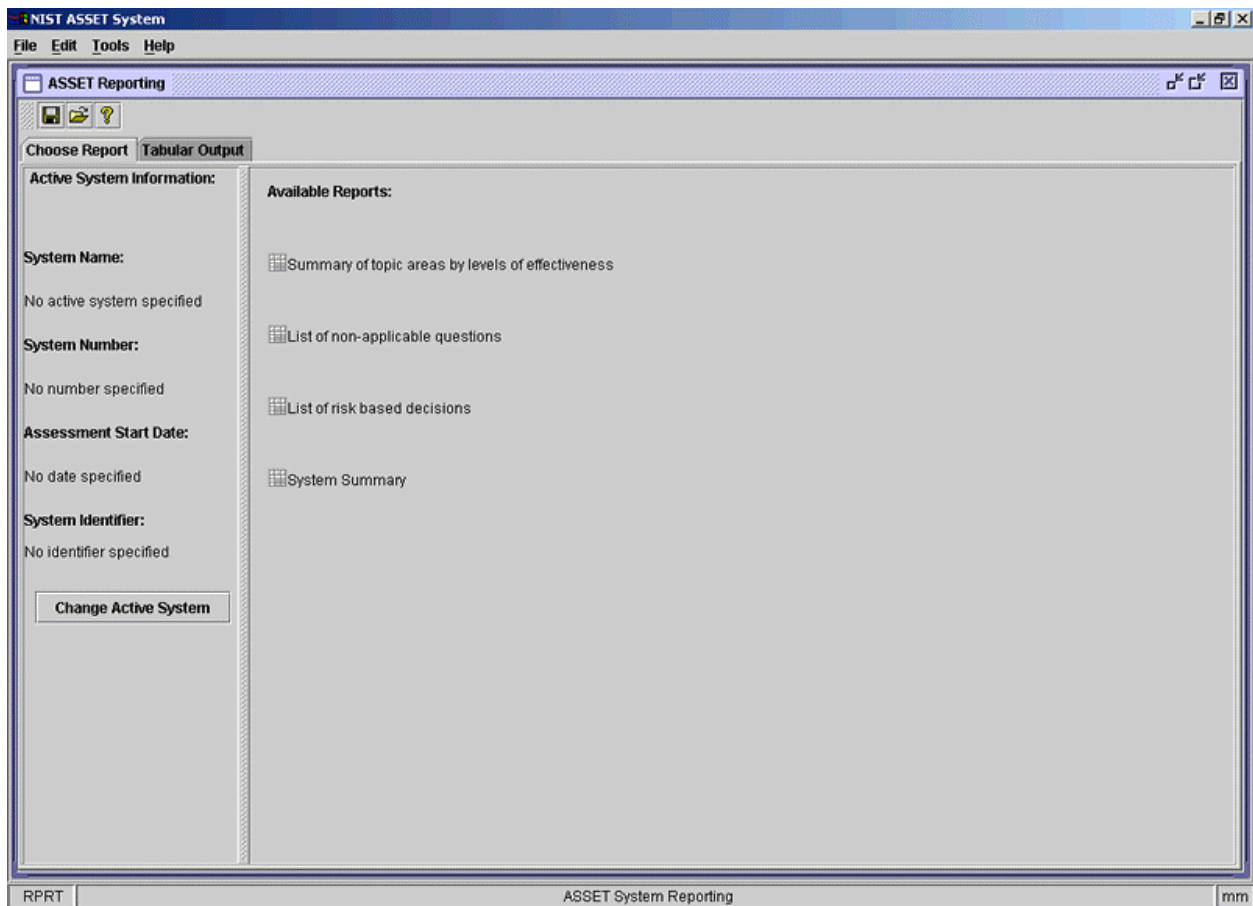 NIST ASSET System
File Edit Tools Help
ASSET Reporting
Choose Report Tabular Output
Active System Information:
System Name:
No active system specified
System Number:
No number specified
Assessment Start Date:
No date specified
System Identifier:
No identifier specified
Change Active System
Available Reports:
Summary of topic areas by levels of effectiveness
List of non-applicable questions
List of risk based decisions
System Summary
RPRT ASSET System Reporting mm